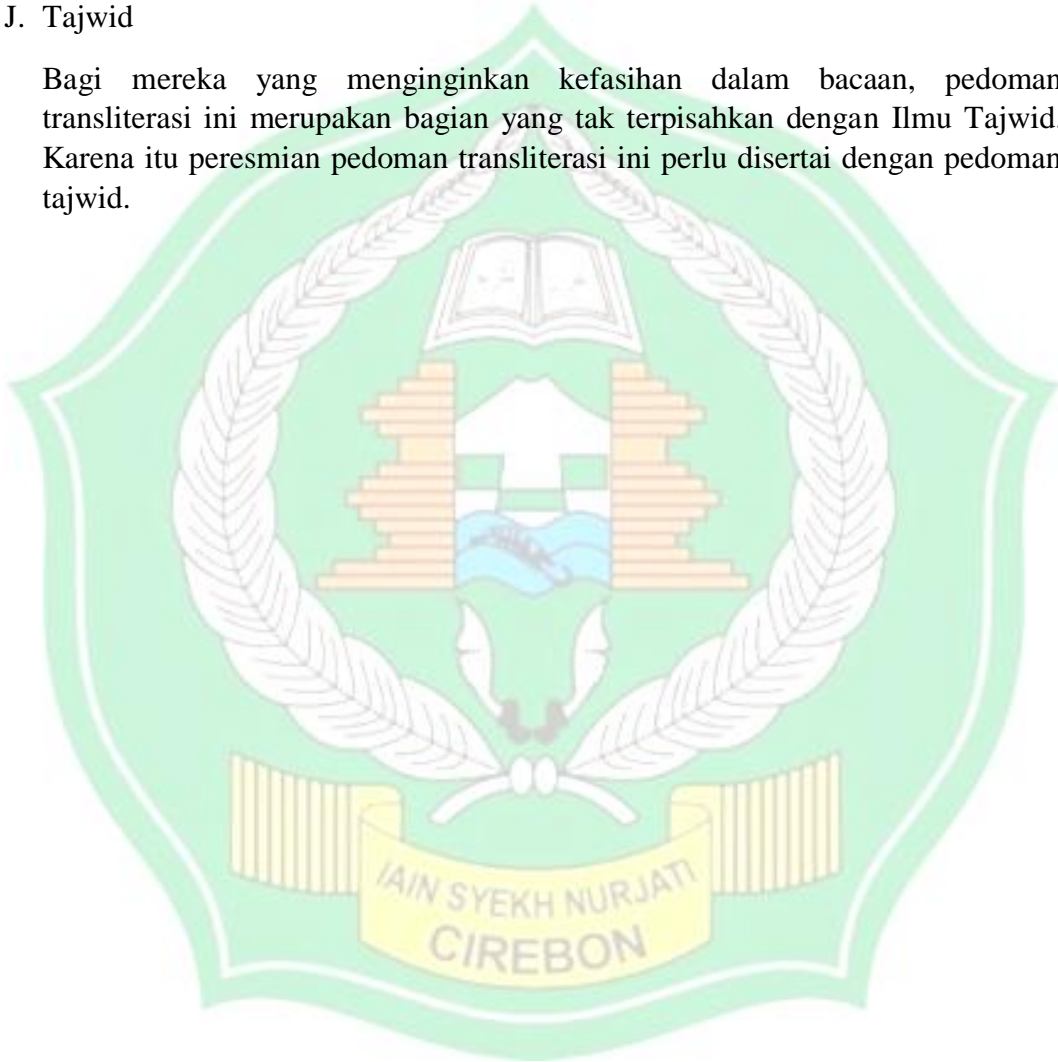 J. Tajwid
Bagi mereka yang menginginkan kefasihan dalam bacaan, pedoman
transliterasi ini merupakan bagian yang tak terpisahkan dengan Ilmu Tajwid.
Karena itu peresmian pedoman transliterasi ini perlu disertai dengan pedoman
tajwid.
IAIN SYEKH NURJATI
CIREBON